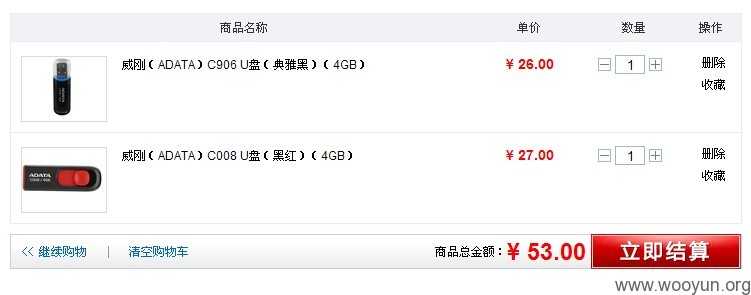 商品名称 单价 数量 操作
威刚（ADATA）C906 U盘（典雅黑）（4GB） ¥ 26.00 1 删除
收藏
威刚（ADATA）C008 U盘（黑红）（4GB） ¥ 27.00 1 删除
ADATA
C008 / 4GB
收藏
<< 继续购物 | 清空购物车 商品总金额：¥ 53.00 立即结算
www.wooyun.org